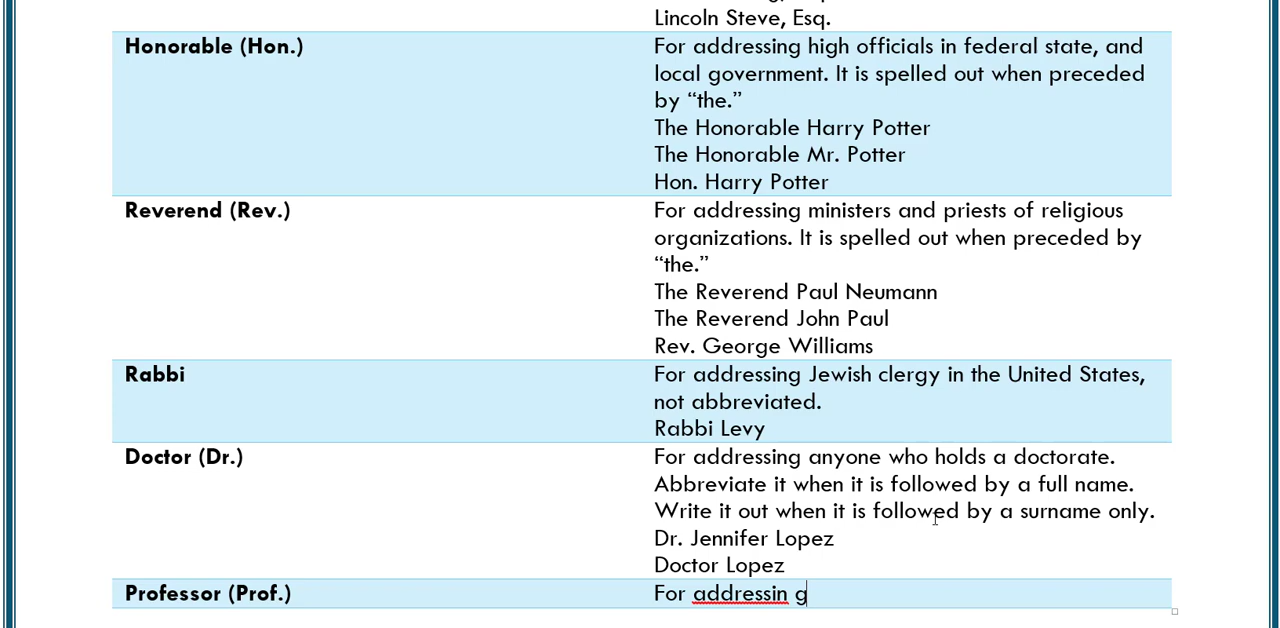 Lincoln Steve, Esq.
Honorable (Hon.)
For addressing high officials in federal state, and
local government. It is spelled out when preceded
by “the.”
The Honorable Harry Potter
The Honorable Mr. Potter
Hon. Harry Potter
Reverend (Rev.)
For addressing ministers and priests of religious
organizations. It is spelled out when preceded by
“the.”
The Reverend Paul Neumann
The Reverend John Paul
Rev. George Williams
Rabbi
For addressing Jewish clergy in the United States,
not abbreviated.
Rabbi Levy
Doctor (Dr.)
For addressing anyone who holds a doctorate.
Abbreviate it when it is followed by a full name.
Write it out when it is followed by a surname only.
Dr. Jennifer Lopez
Doctor Lopez
Professor (Prof.)
For addressin g